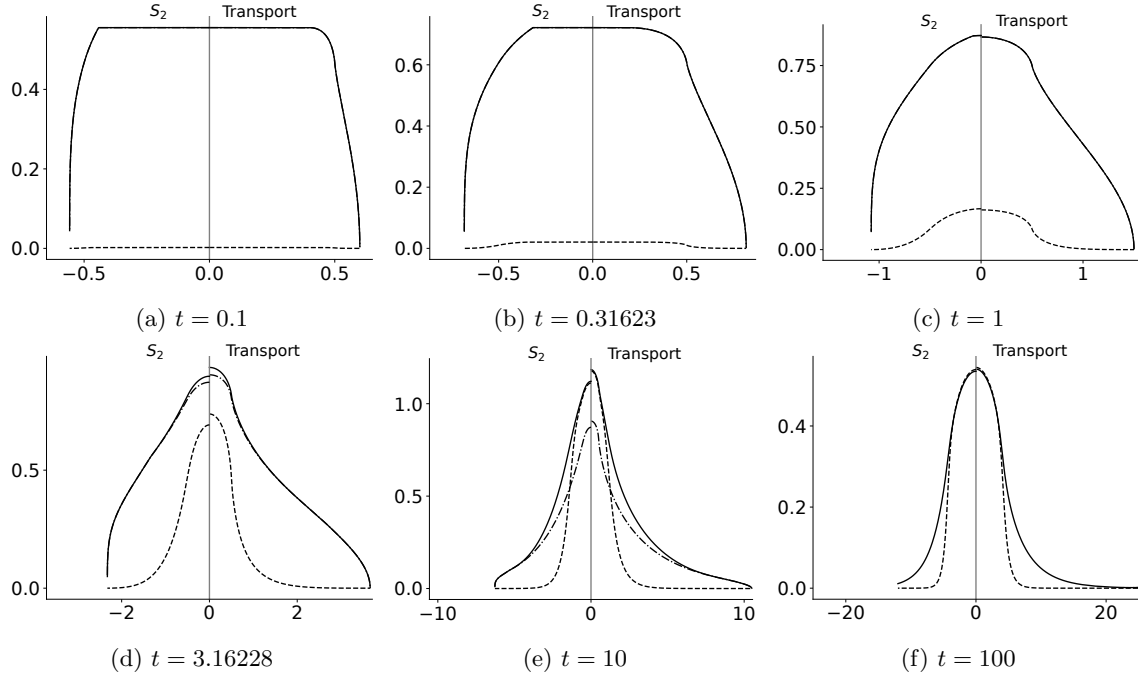 S₂ Transport
0.4
0.2
0.0
−0.5 0.0 0.5
(a) t = 0.1
S₂ Transport
0.6
0.4
0.2
0.0
−0.5 0.0 0.5
(b) t = 0.31623
S₂ Transport
0.75
0.50
0.25
0.00
−1 0 1
(c) t = 1
S₂ Transport
0.5
0.0
−2 0 2
(d) t = 3.16228
S₂ Transport
1.0
0.5
0.0
−10 0 10
(e) t = 10
S₂ Transport
0.4
0.2
0.0
−20 0 20
(f) t = 100